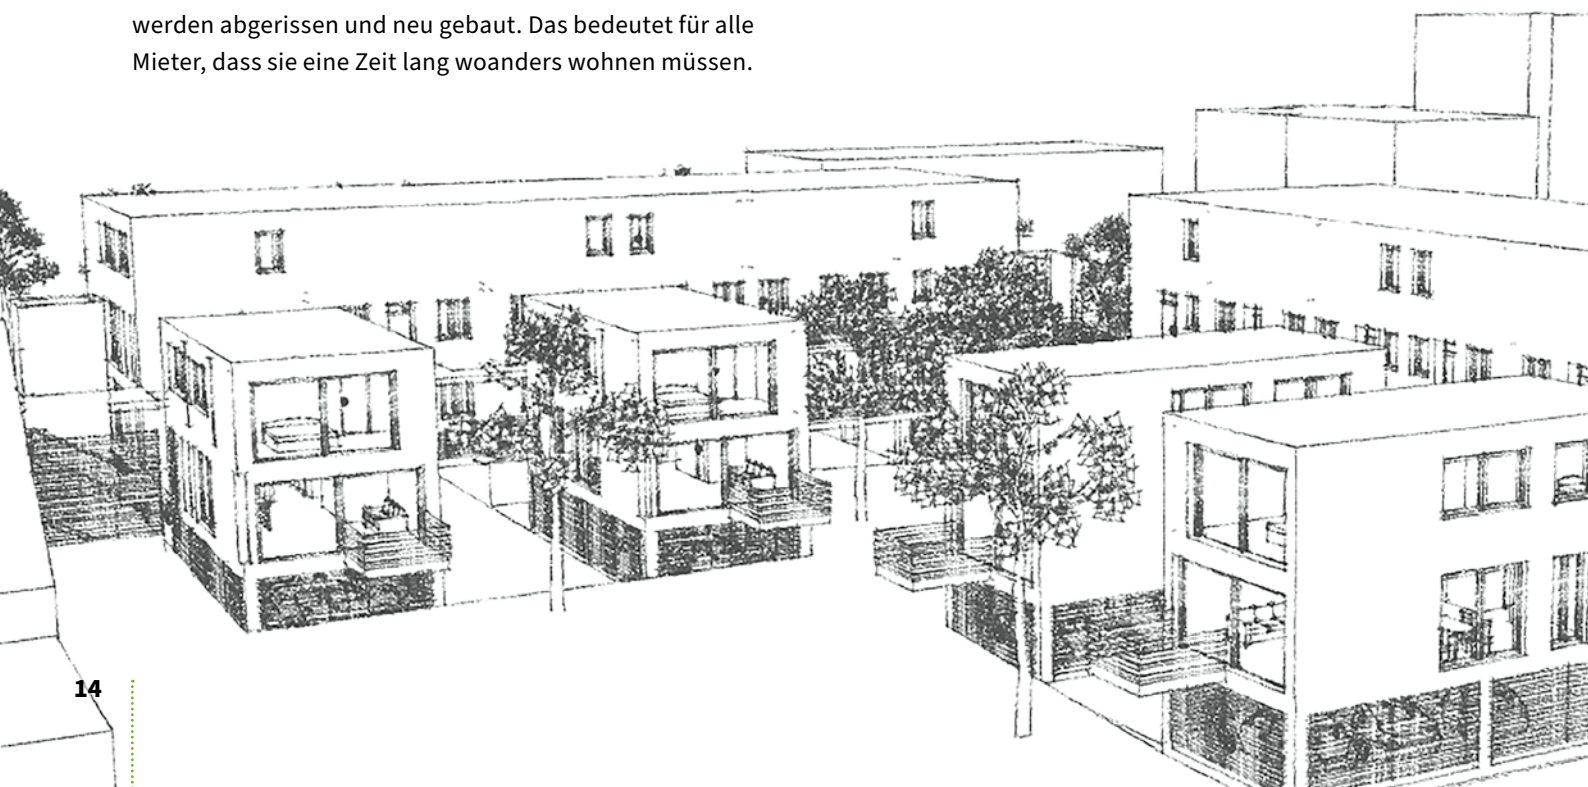 werden abgerissen und neu gebaut. Das bedeutet für alle
Mieter, dass sie eine Zeit lang woanders wohnen müssen.
14